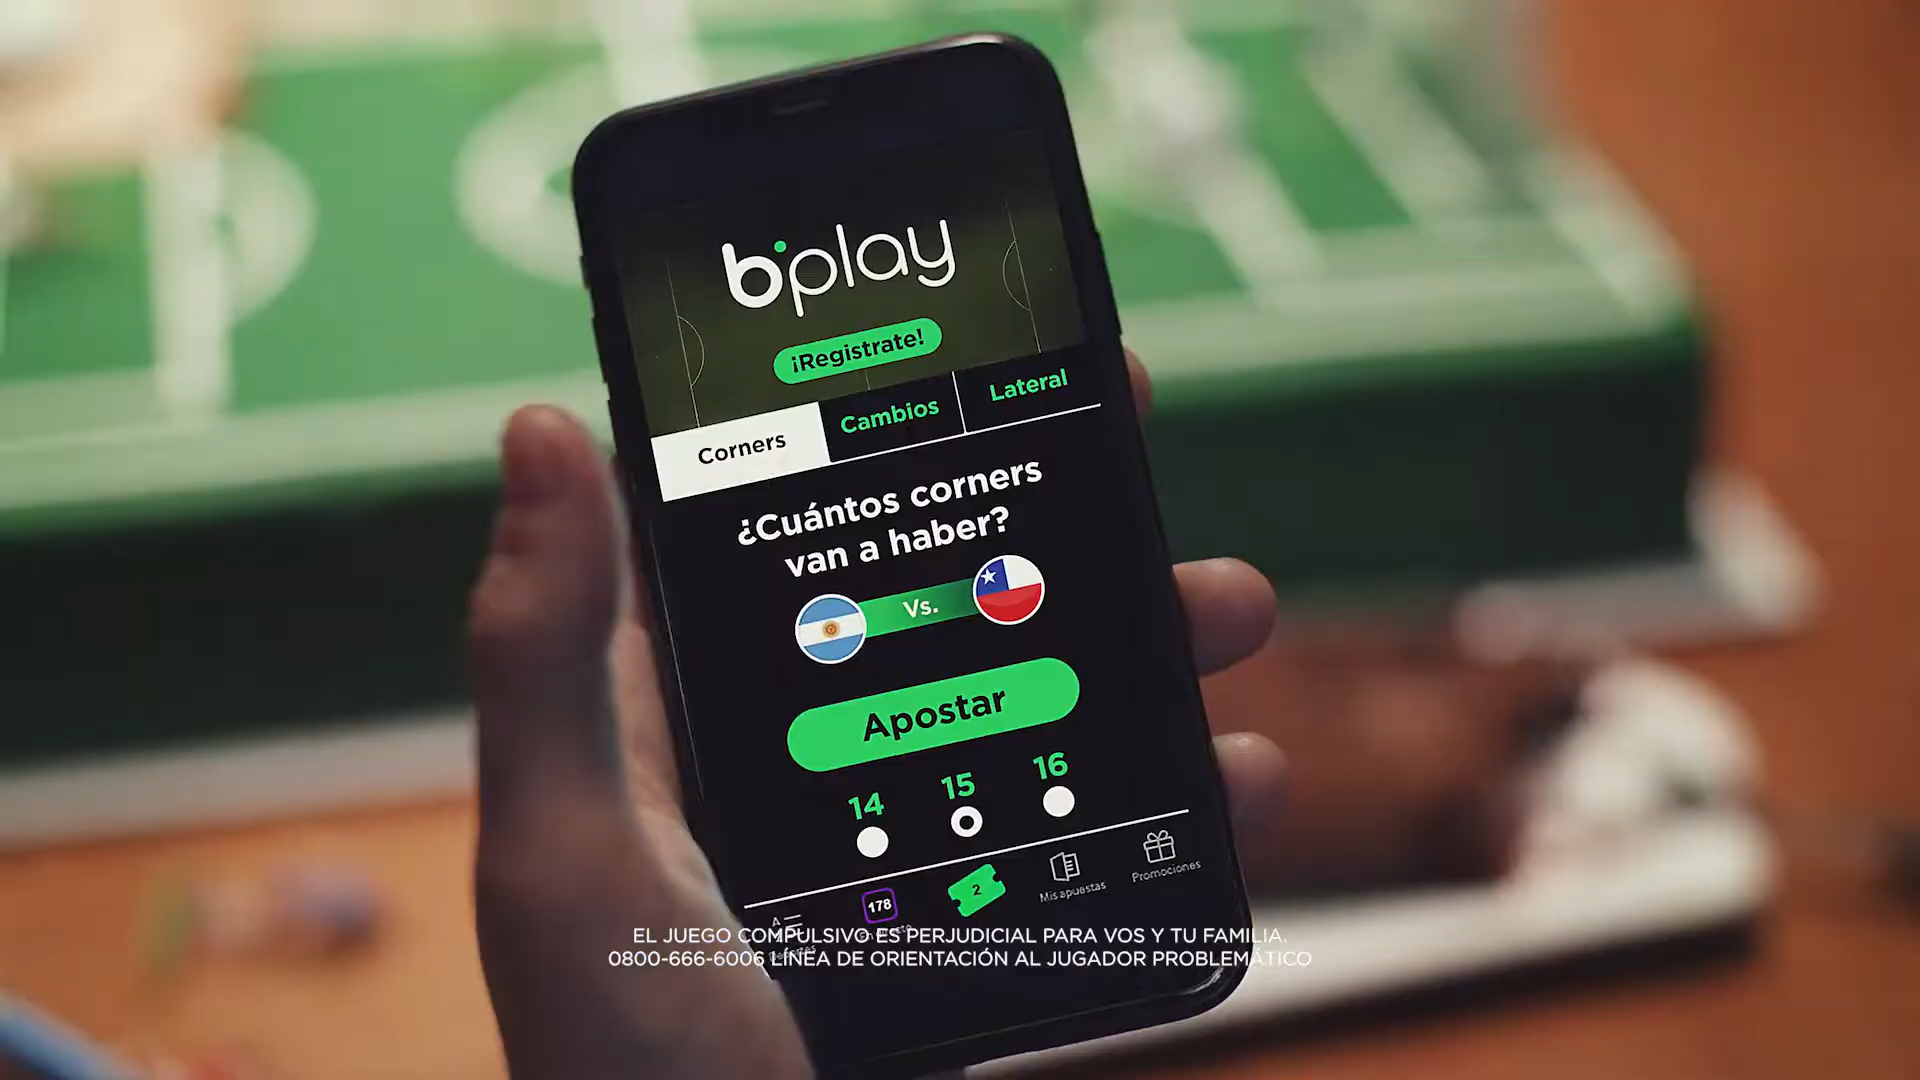 bplay
¡Registrate!
Corners
Cambios
Lateral
¿Cuántos corners
van a haber?
Vs.
Apostar
14
15
16
178
2
Mis apuestas
Promociones
EL JUEGO COMPULSIVO ES PERJUDICIAL PARA VOS Y TU FAMILIA.
0800-666-6006 LÍNEA DE ORIENTACIÓN AL JUGADOR PROBLEMÁTICO